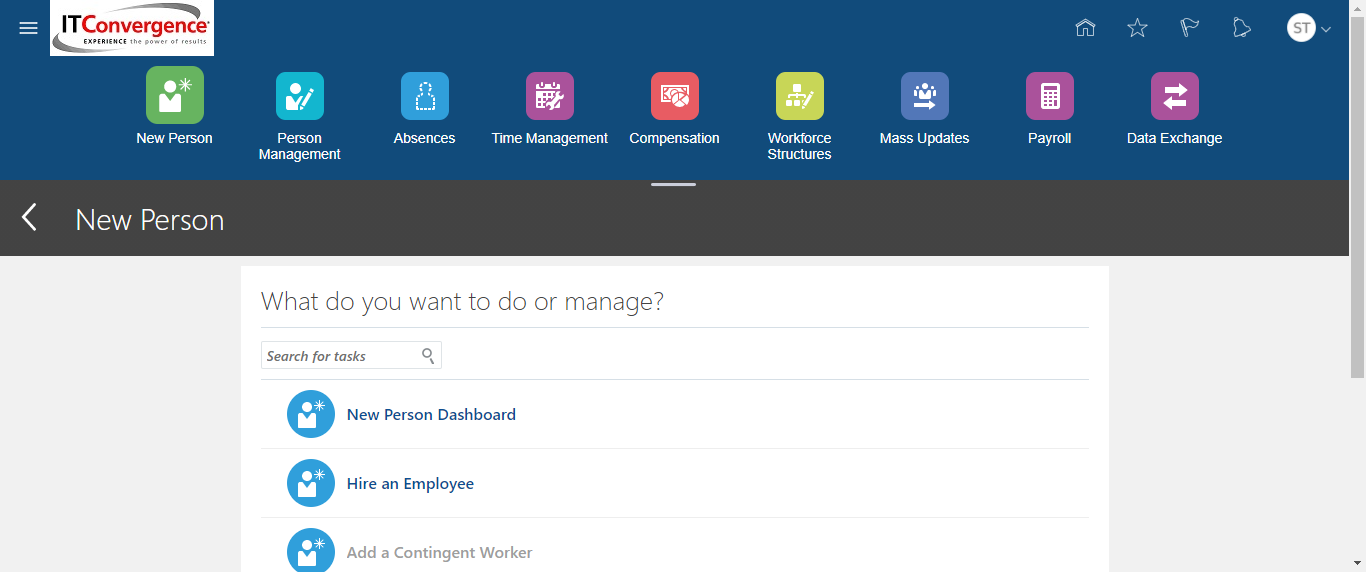 ITConvergence
EXPERIENCE the power of results
ST
New Person
Person
Management
Absences
Time Management
Compensation
Workforce
Structures
Mass Updates
Payroll
Data Exchange
New Person
What do you want to do or manage?
Search for tasks
New Person Dashboard
Hire an Employee
Add a Contingent Worker